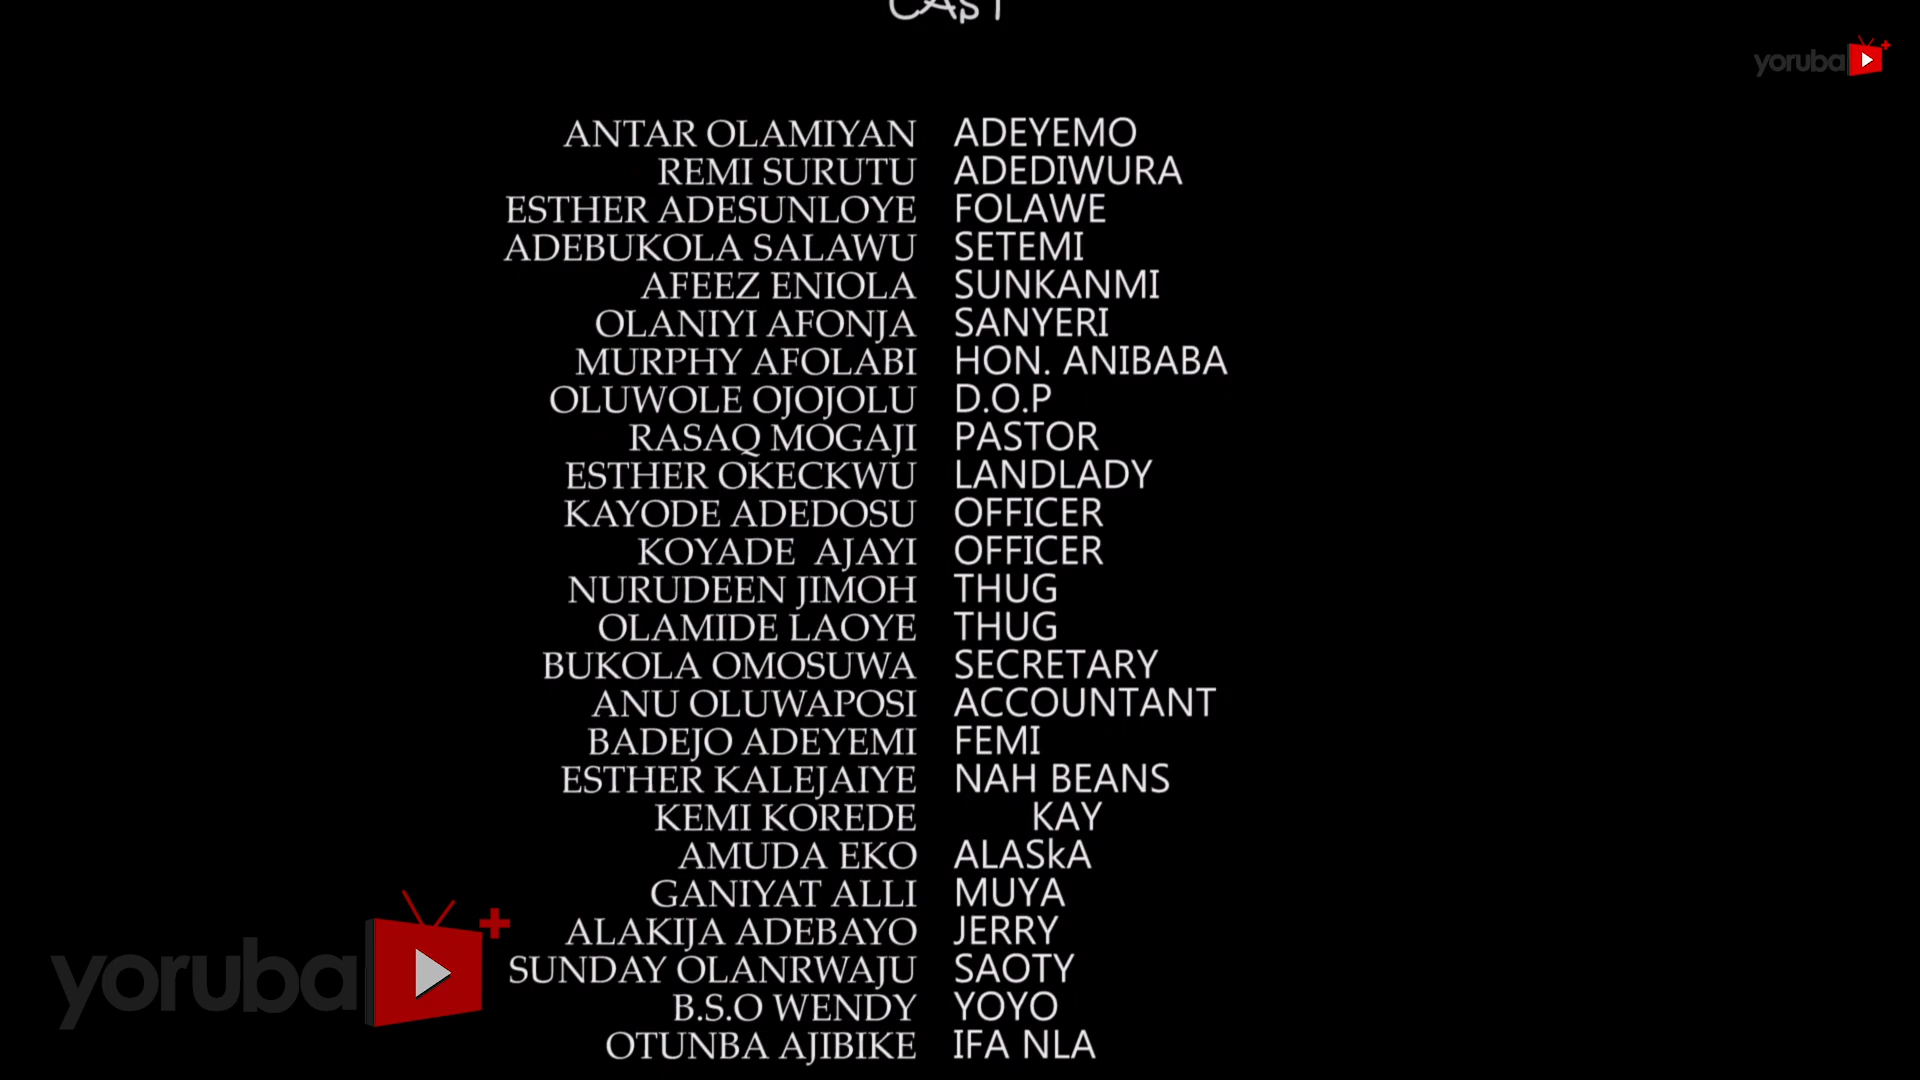 CAST
yoruba
ANTAR OLAMIYAN ADEYEMO
REMI SURUTU ADEDIWURA
ESTHER ADESUNLOYE FOLAWE
ADEBUKOLA SALAWU SETEMI
AFEEZ ENIOLA SUNKANMI
OLANIYI AFONJA SANYERI
MURPHY AFOLABI HON. ANIBABA
OLUWOLE OJOJOLU D.O.P
RASAQ MOGAJI PASTOR
ESTHER OKECKWU LANDLADY
KAYODE ADEDOSU OFFICER
KOYADE AJAYI OFFICER
NURUDEEN JIMOH THUG
OLAMIDE LAOYE THUG
BUKOLA OMOSUWA SECRETARY
ANU OLUWAPOSI ACCOUNTANT
BADEJO ADEYEMI FEMI
ESTHER KALEJAIYE NAH BEANS
KEMI KOREDE KAY
AMUDA EKO ALASkA
GANIYAT ALLI MUYA
ALAKIJA ADEBAYO JERRY
SUNDAY OLANRWAJU SAOTY
B.S.O WENDY YOYO
OTUNBA AJIBIKE IFA NLA
yoruba